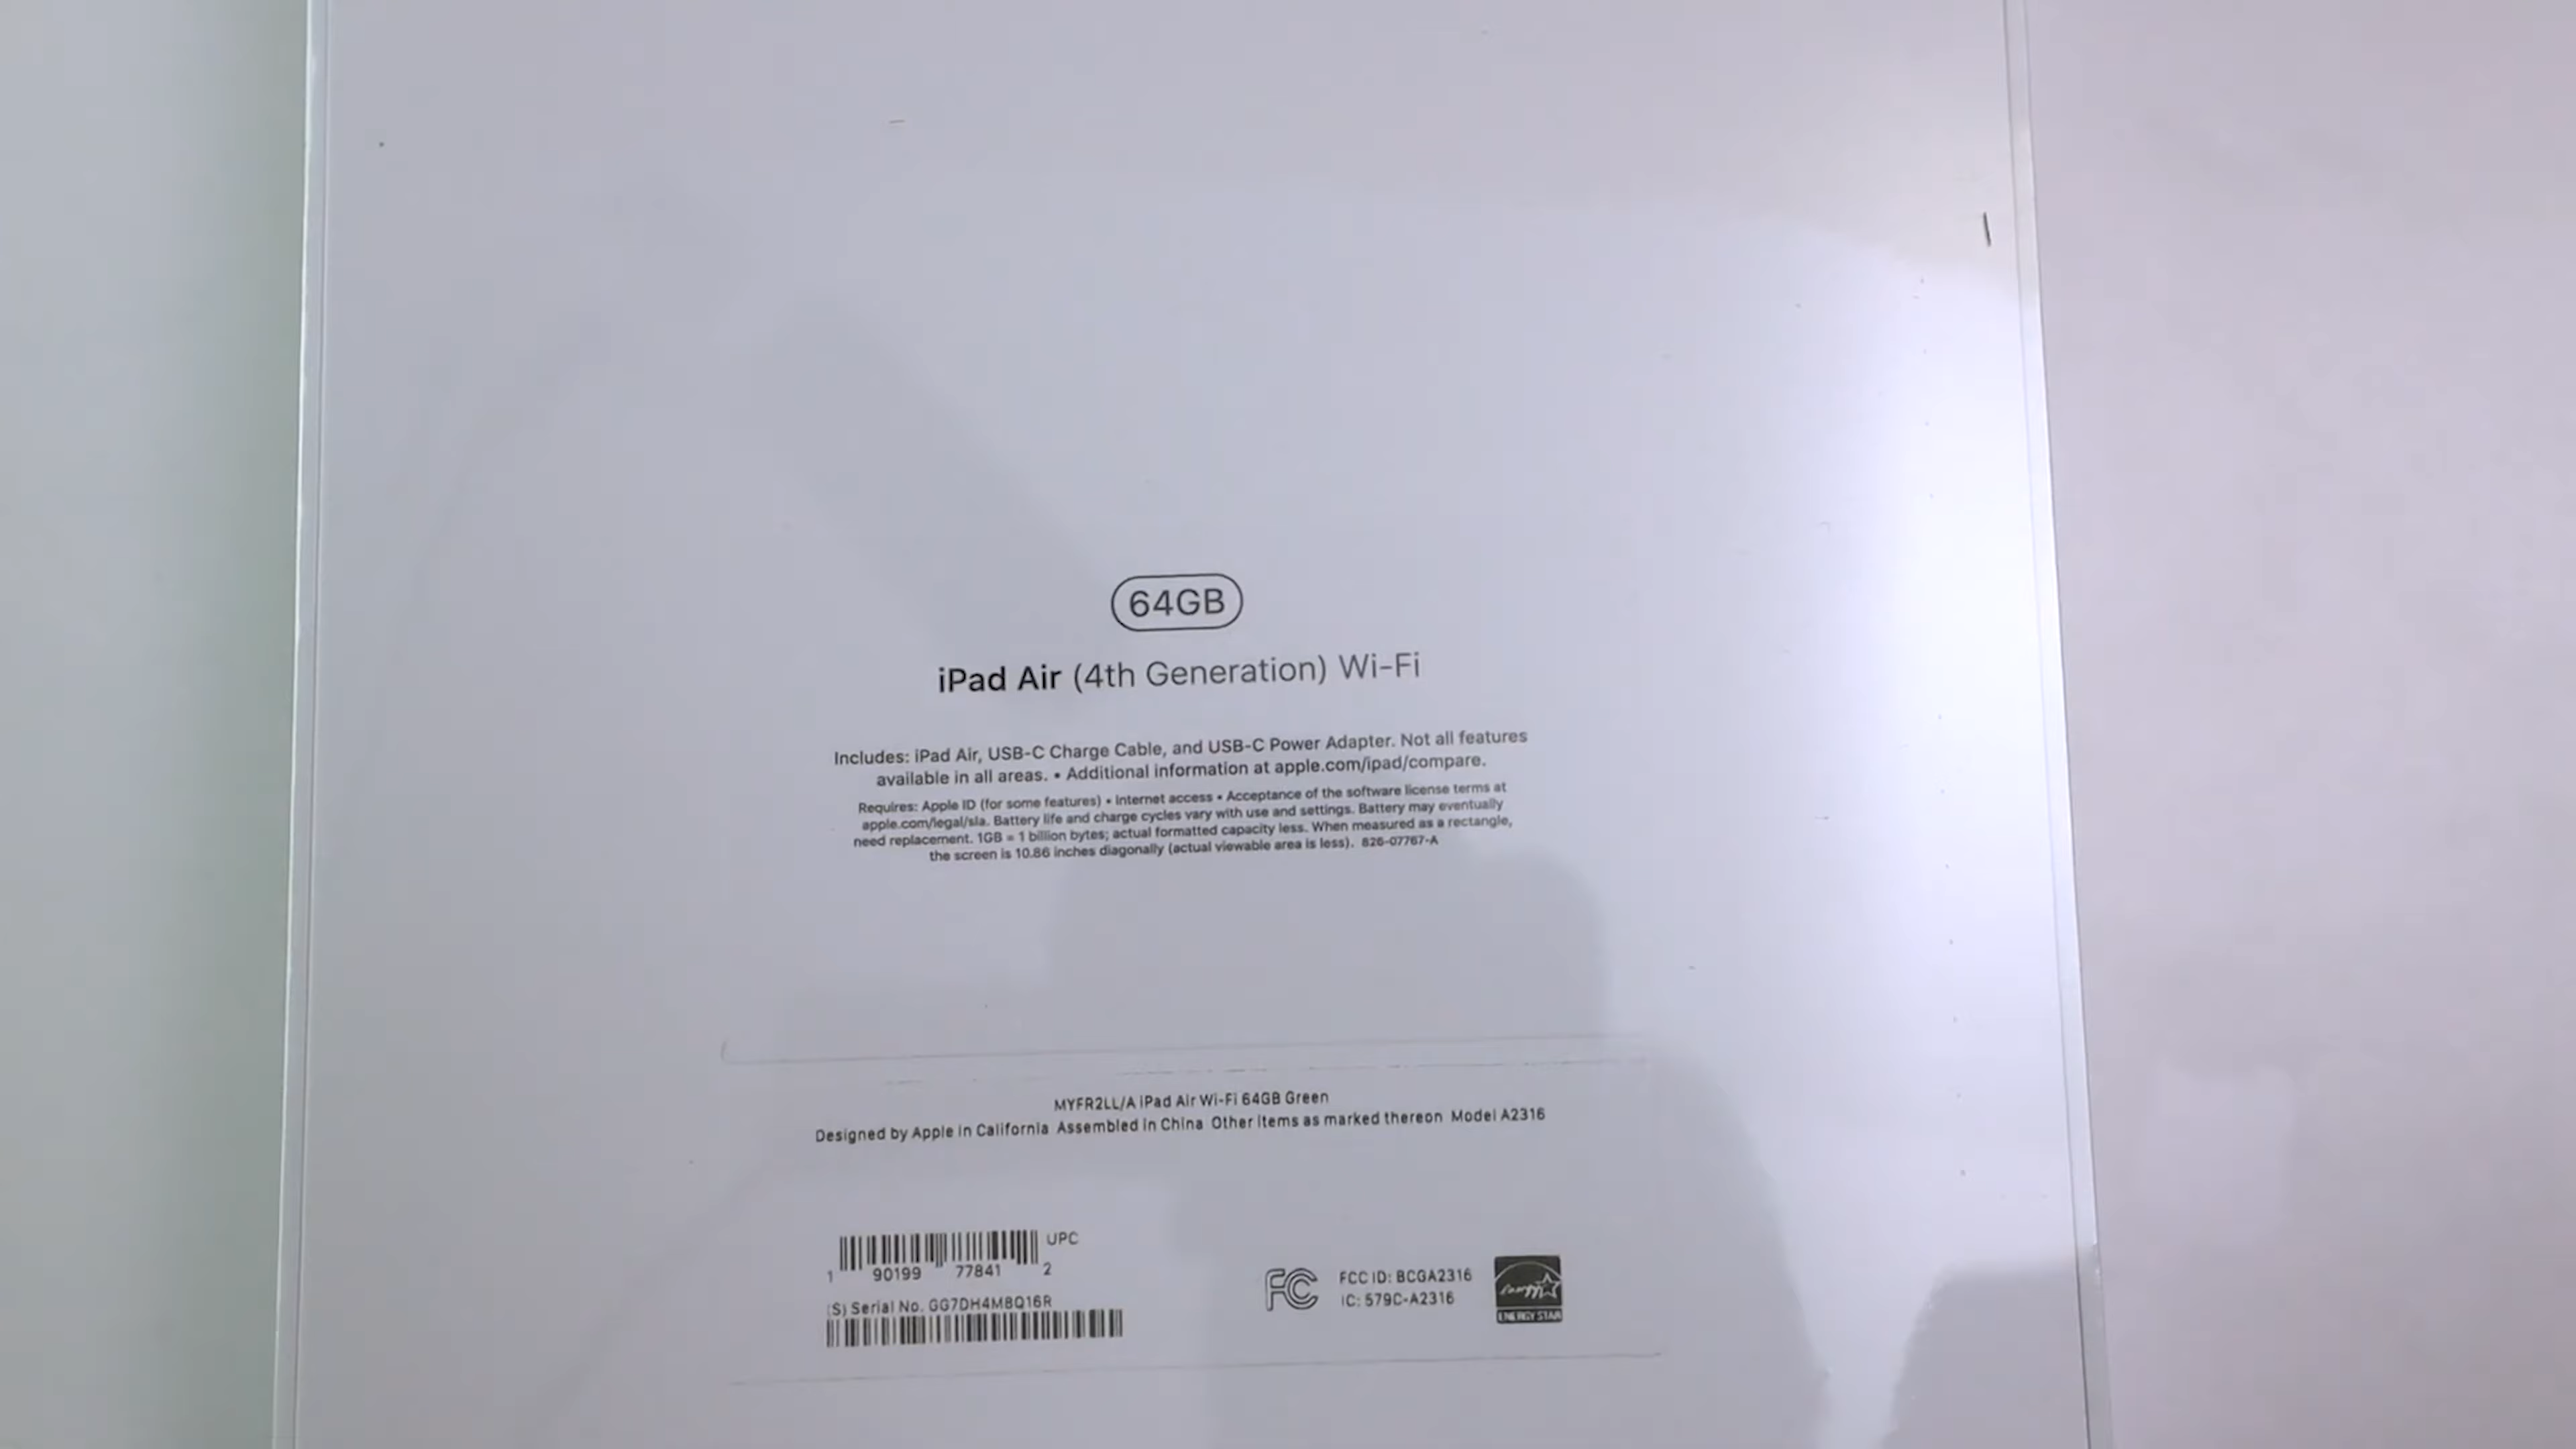 64GB
iPad Air (4th Generation) Wi-Fi
Includes: iPad Air, USB-C Charge Cable, and USB-C Power Adapter. Not all features
available in all areas. • Additional information at apple.com/ipad/compare.
Requires: Apple ID (for some features) • Internet access • Acceptance of the software license terms at
apple.com/legal/sla. Battery life and charge cycles vary with use and settings. Battery may eventually
need replacement. 1GB = 1 billion bytes; actual formatted capacity less. When measured as a rectangle,
the screen is 10.86 inches diagonally (actual viewable area is less). 826-07767-A
MYFR2LL/A iPad Air Wi-Fi 64GB Green
Designed by Apple in California Assembled in China Other items as marked thereon Model A2316
UPC
1 90199 77841 2
(S) Serial No. GG7DH4M8Q16R
FC FCC ID: BCGA2316
IC: 579C-A2316
energy
ENERGY STAR